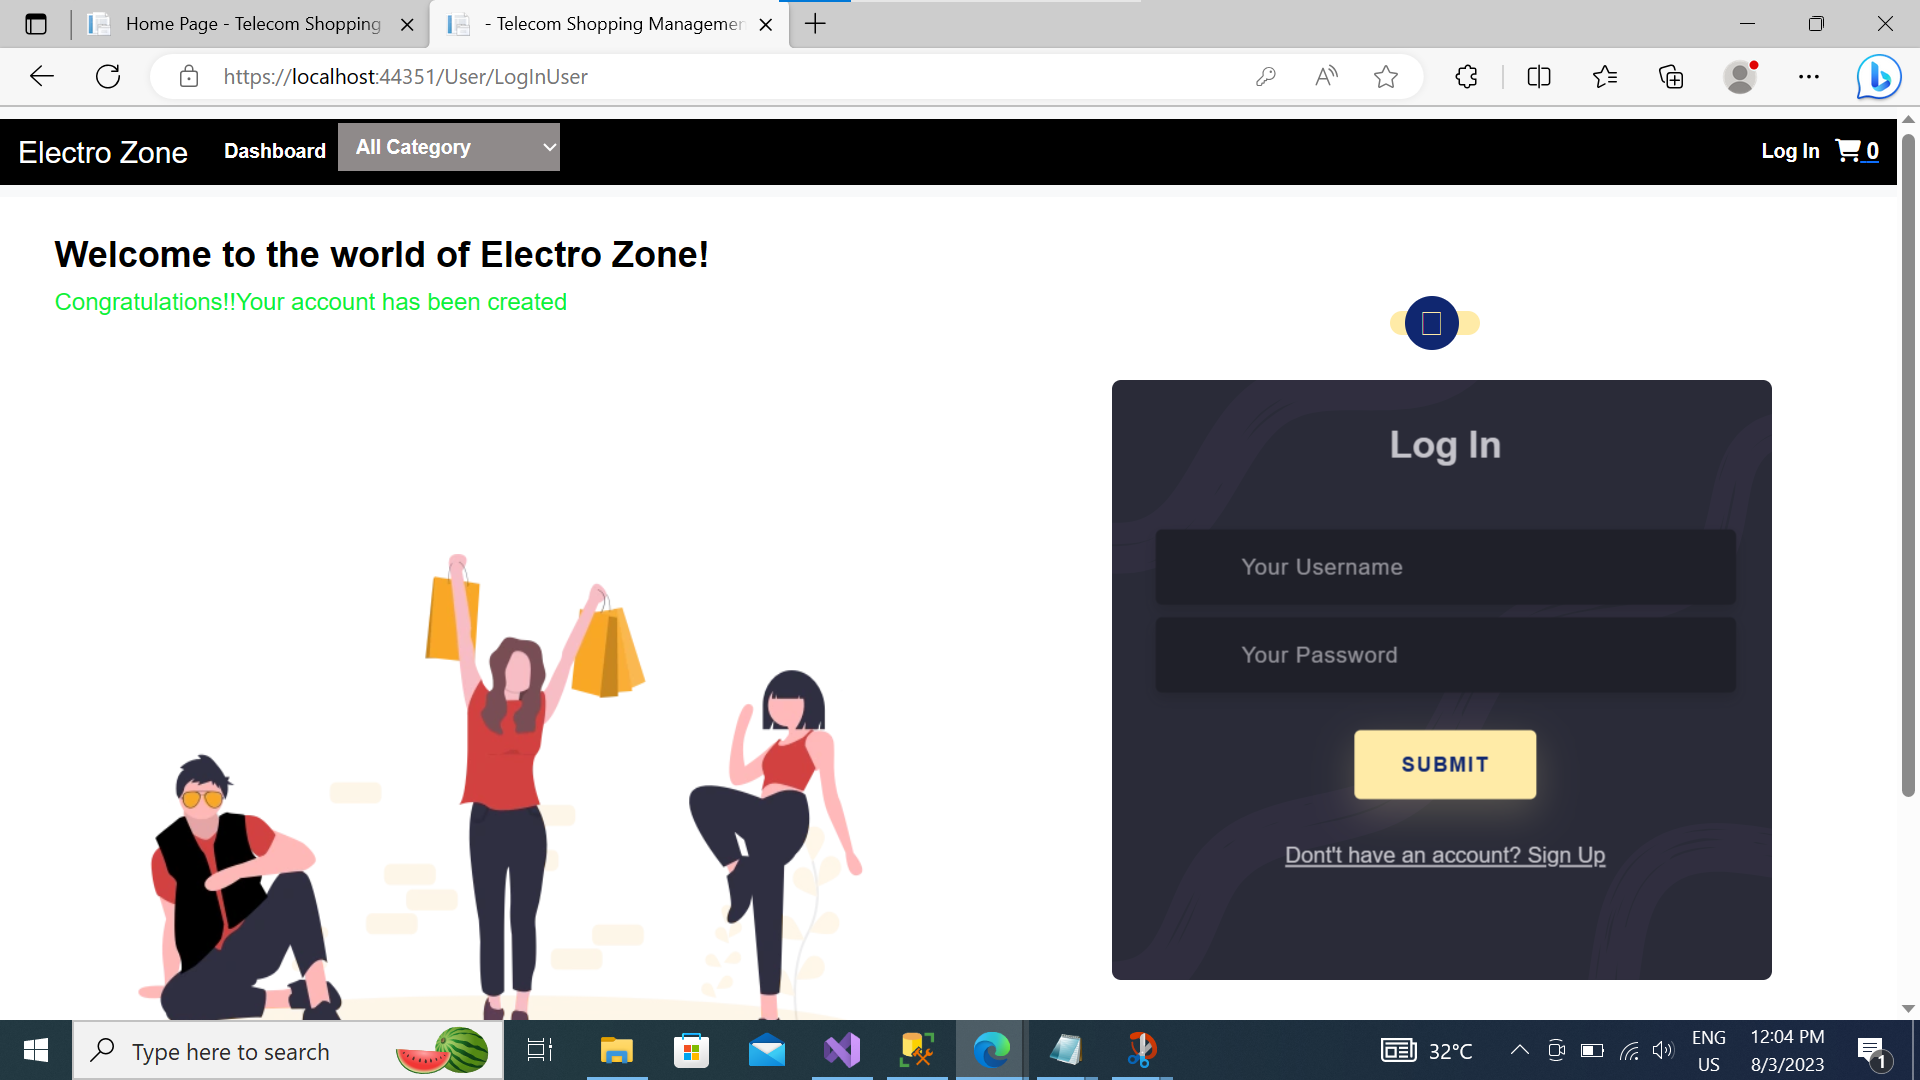 Home Page - Telecom Shopping
- Telecom Shopping Managemen
https://localhost:44351/User/LogInUser
Electro Zone
Dashboard
All Category
Log In
0
Welcome to the world of Electro Zone!
Congratulations!!Your account has been created
Log In
Your Username
Your Password
SUBMIT
Dont't have an account? Sign Up
Type here to search
32°C
ENG
US
12:04 PM
8/3/2023
1